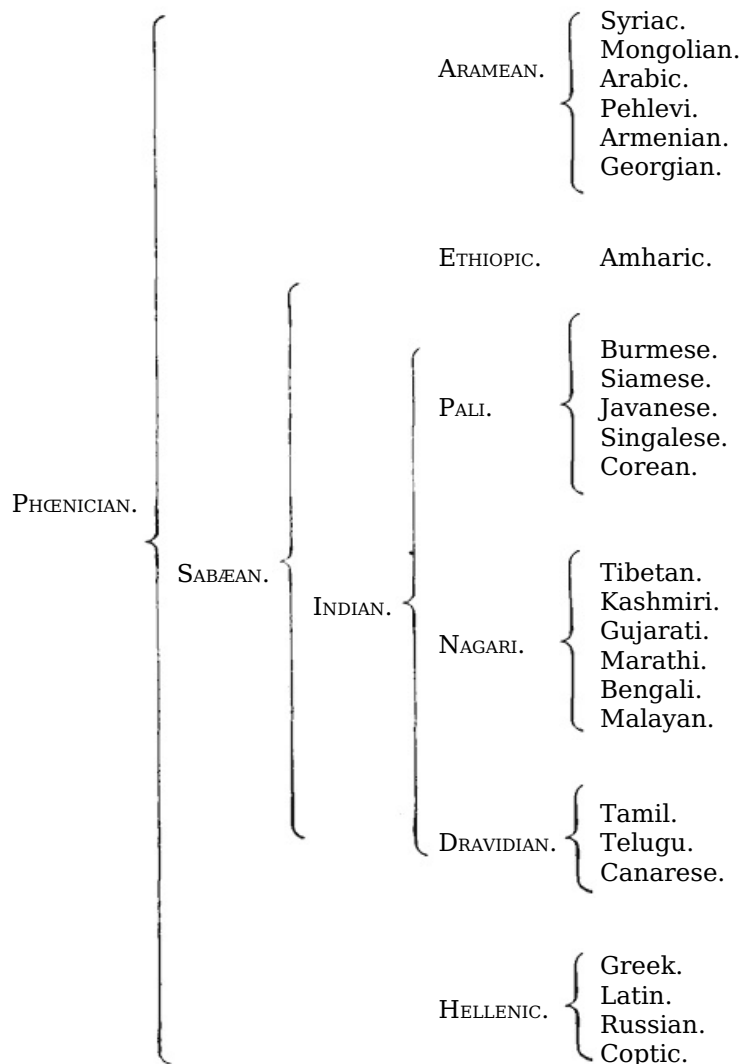 Syriac.
Mongolian.
ARAMEAN. Arabic.
Pehlevi.
Armenian.
Georgian.
ETHIOPIC. Amharic.
Burmese.
Siamese.
PALI. Javanese.
Singalese.
Corean.
PHŒNICIAN.
SABÆAN.
INDIAN.
Tibetan.
Kashmiri.
Gujarati.
NAGARI. Marathi.
Bengali.
Malayan.
Tamil.
DRAVIDIAN. Telugu.
Canarese.
Greek.
Latin.
HELLENIC. Russian.
Coptic.